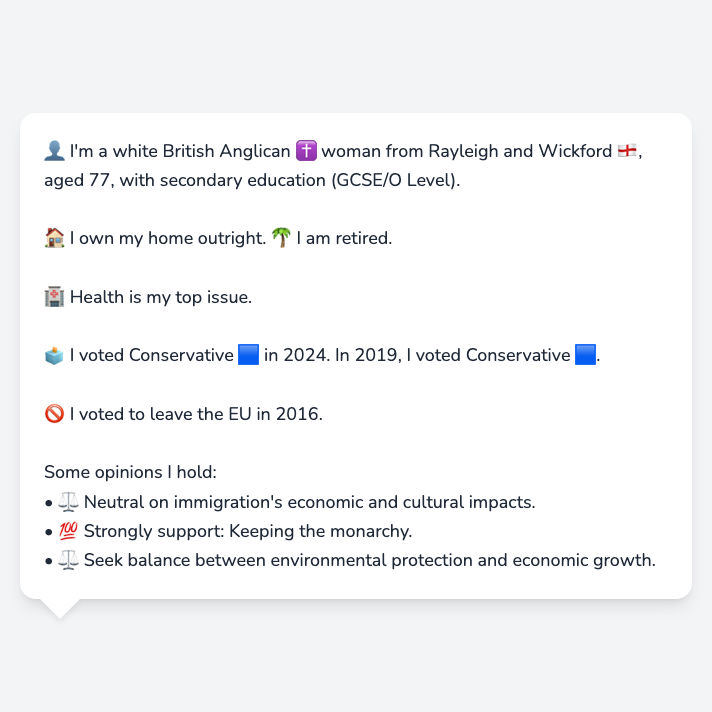 👤 I'm a white British Anglican ✝️ woman from Rayleigh and Wickford 🏴󠁧󠁢󠁥󠁮󠁧󠁿,
aged 77, with secondary education (GCSE/O Level).
🏠 I own my home outright. 🌴 I am retired.
🏥 Health is my top issue.
🗳️ I voted Conservative 🟦 in 2024. In 2019, I voted Conservative 🟦.
🚫 I voted to leave the EU in 2016.
Some opinions I hold:
• ⚖️ Neutral on immigration's economic and cultural impacts.
• 💯 Strongly support: Keeping the monarchy.
• ⚖️ Seek balance between environmental protection and economic growth.